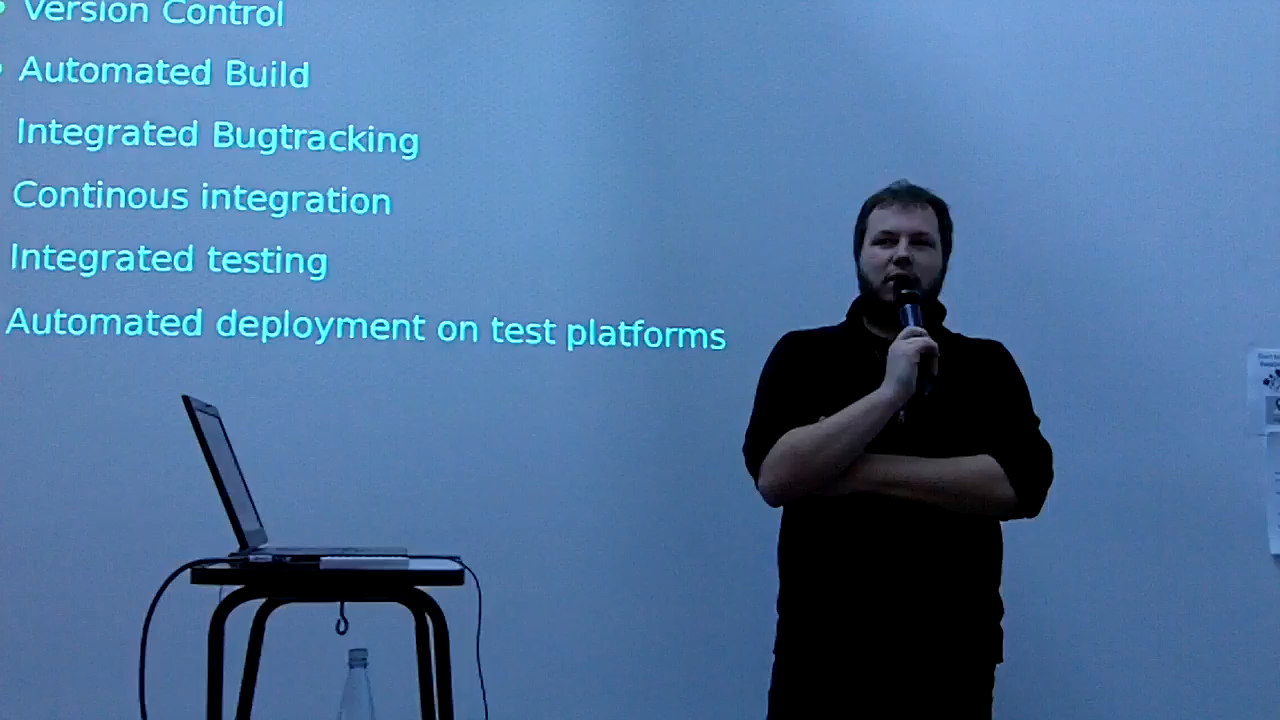 Version Control
Automated Build
Integrated Bugtracking
Continous integration
Integrated testing
Automated deployment on test platforms